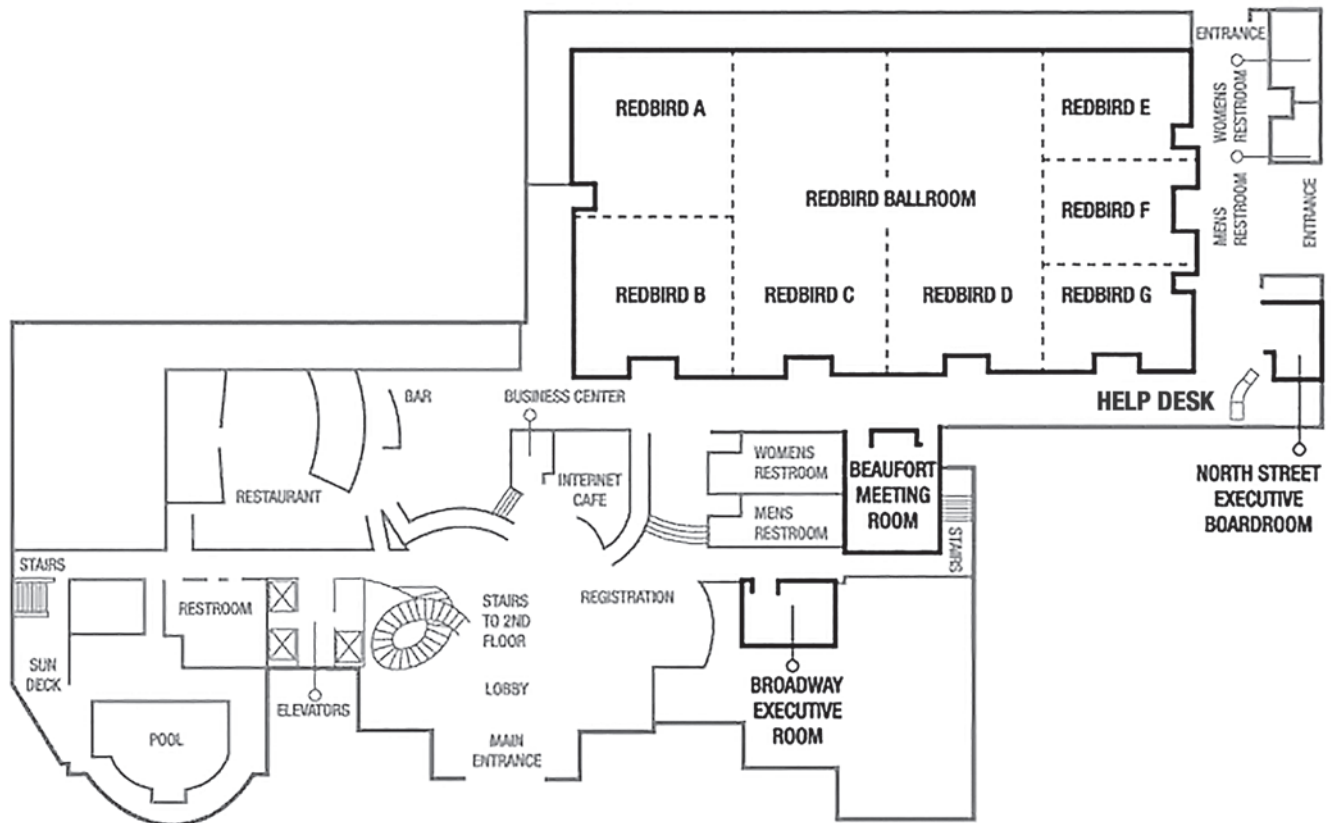 ENTRANCE
WOMENS
RESTROOM
MENS
RESTROOM
ENTRANCE
REDBIRD A
REDBIRD E
REDBIRD BALLROOM
REDBIRD F
REDBIRD B
REDBIRD C
REDBIRD D
REDBIRD G
HELP DESK
NORTH STREET
EXECUTIVE
BOARDROOM
BAR
BUSINESS CENTER
RESTAURANT
INTERNET
CAFE
WOMENS
RESTROOM
MENS
RESTROOM
BEAUFORT
MEETING
ROOM
STAIRS
STAIRS
RESTROOM
STAIRS
TO 2ND
FLOOR
REGISTRATION
SUN
DECK
ELEVATORS
LOBBY
BROADWAY
EXECUTIVE
ROOM
POOL
MAIN
ENTRANCE